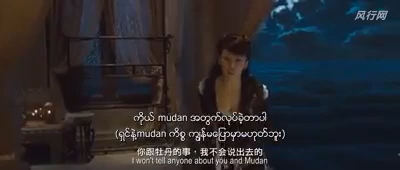 风行网
ကိုယ် mudan အတွက်လုပ်ခဲ့တာပါ
(ရှင်နဲ့mudan ကိစ္စ ကျွန်မပြောမှာမဟုတ်ဘူး)
你跟牡丹的事，我不会说出去的
I won't tell anyone about you and Mudan